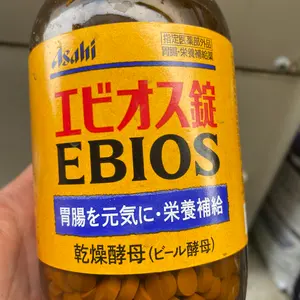 Asahi
指定医薬部外品
胃腸・栄養補給薬
エビオス錠
EBIOS
胃腸を元気に・栄養補給
乾燥酵母(ビール酵母)